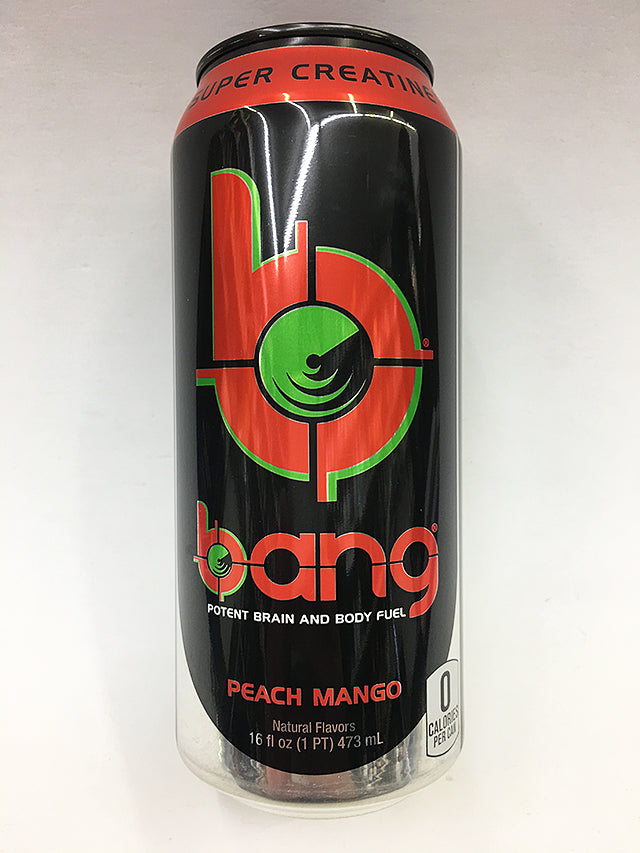 SUPER CREATINE
b
®
bang®
POTENT BRAIN AND BODY FUEL
PEACH MANGO
Natural Flavors
16 fl oz (1 PT) 473 mL
0
CALORIES
PER CAN